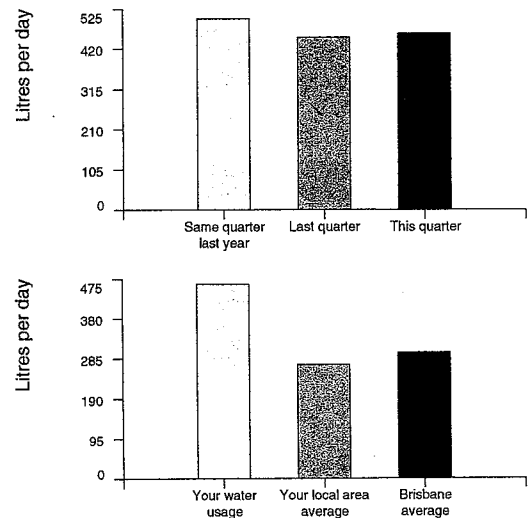 Litres per day
525
420
315
210
105
0
Same quarter
last year
Last quarter
This quarter
Litres per day
475
380
285
190
95
0
Your water
usage
Your local area
average
Brisbane
average